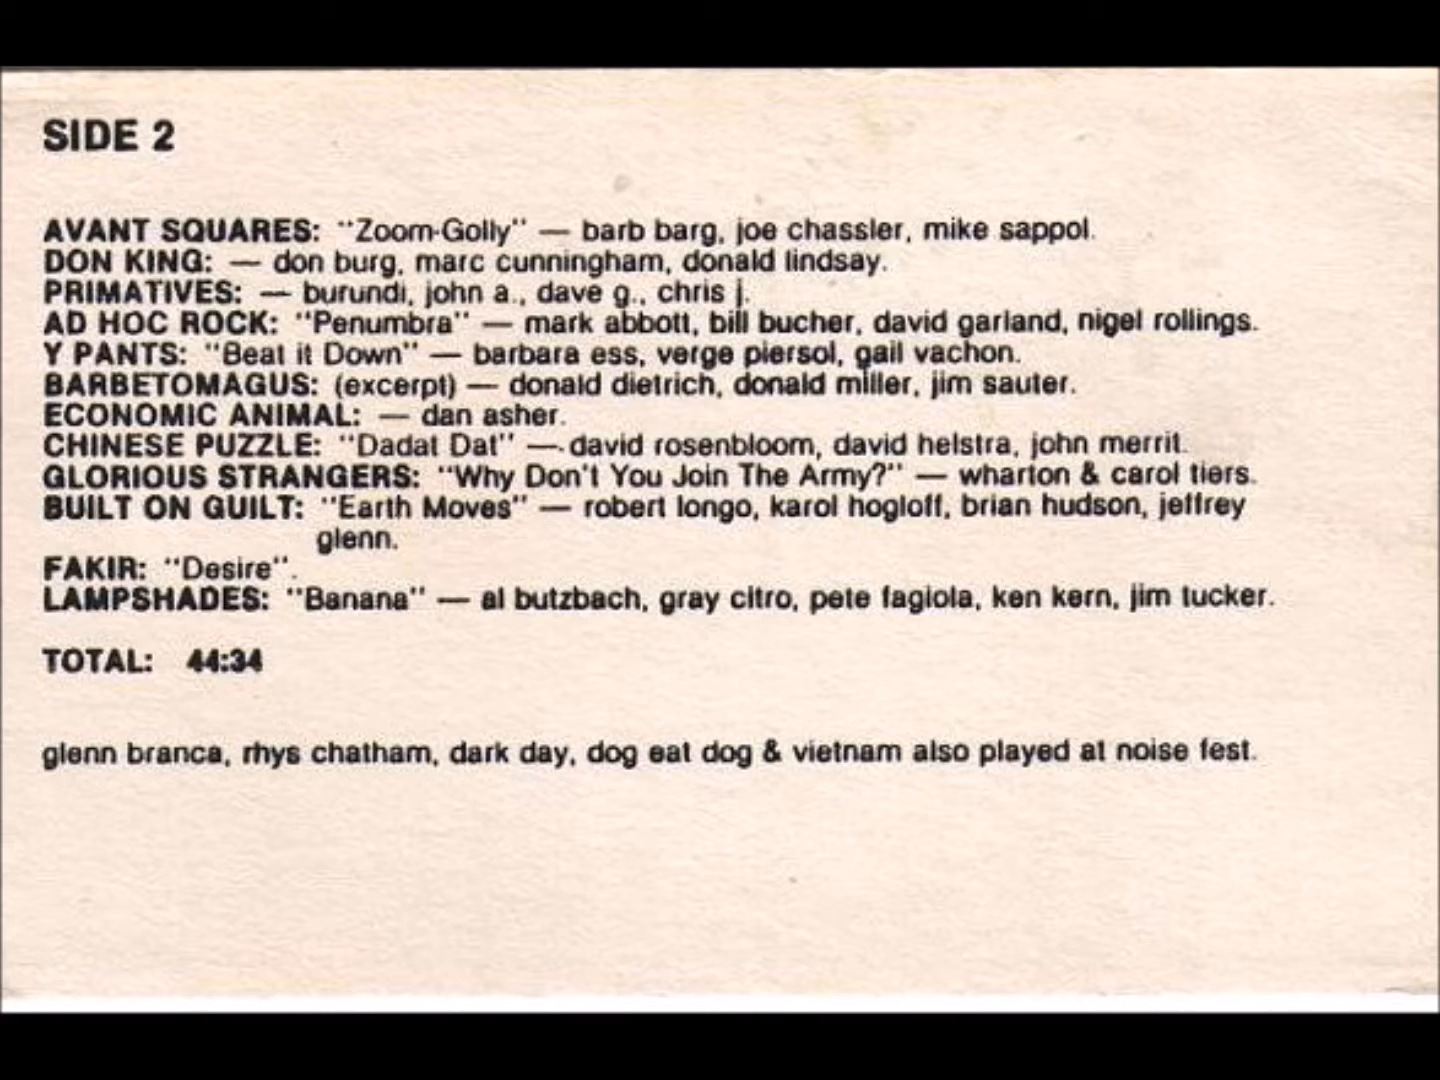 SIDE 2
AVANT SQUARES: "Zoom-Golly" — barb barg, joe chassler, mike sappol.
DON KING: — don burg, marc cunningham, donald lindsay.
PRIMATIVES: — burundi, john a., dave g., chris j.
AD HOC ROCK: "Penumbra" — mark abbott, bill bucher, david garland, nigel rollings.
Y PANTS: "Beat it Down" — barbara ess, verge piersol, gail vachon.
BARBETOMAGUS: (excerpt) — donald dietrich, donald miller, jim sauter.
ECONOMIC ANIMAL: — dan asher.
CHINESE PUZZLE: "Dadat Dat" — david rosenbloom, david helstra, john merrit.
GLORIOUS STRANGERS: "Why Don't You Join The Army?" — wharton & carol tiers.
BUILT ON GUILT: "Earth Moves" — robert longo, karol hogloff, brian hudson, jeffrey
glenn.
FAKIR: "Desire".
LAMPSHADES: "Banana" — al butzbach, gray citro, pete fagiola, ken kern, jim tucker.
TOTAL: 44:34
glenn branca, rhys chatham, dark day, dog eat dog & vietnam also played at noise fest.